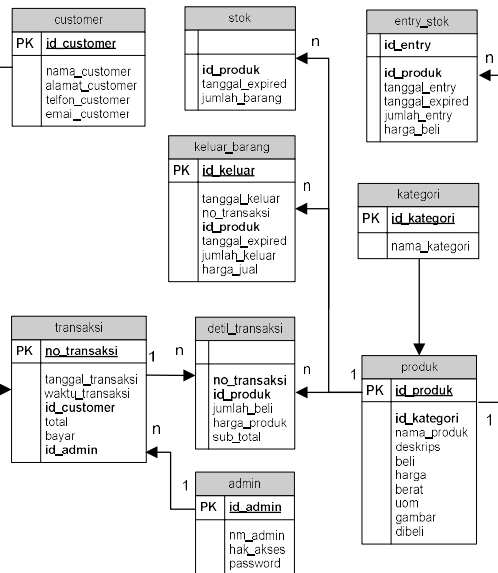 customer
PK id_customer
nama_customer
alamat_customer
telfon_customer
emai_customer
stok
id_produk
tanggal_expired
jumlah_barang
n
entry_stok
id_entry
id_produk
tanggal_entry
tanggal_expired
jumlah_entry
harga_beli
n
keluar_barang
PK id_keluar
tanggal_keluar
no_transaksi
id_produk
tanggal_expired
jumlah_keluar
harga_jual
n
kategori
PK id_kategori
nama_kategori
transaksi
PK no_transaksi
tanggal_transaksi
waktu_transaksi
id_customer
total
bayar
id_admin
1
n
n
detil_transaksi
no_transaksi
id_produk
jumlah_beli
harga_produk
sub_total
n
1
produk
PK id_produk
id_kategori
nama_produk
deskrips
beli
harga
berat
uom
gambar
dibeli
1
1
admin
PK id_admin
nm_admin
hak_akses
password